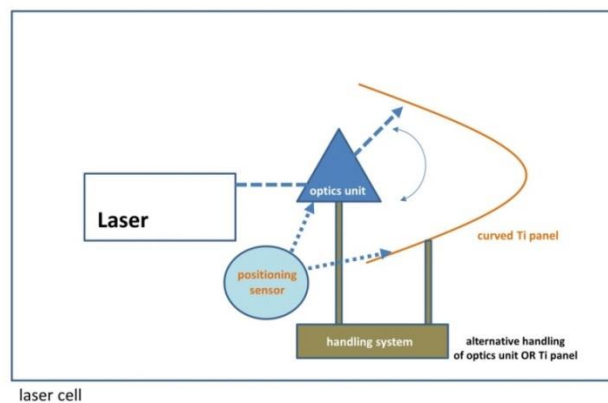 optics unit
Laser
curved Ti panel
positioning
sensor
handling system
alternative handling
of optics unit OR Ti panel
laser cell